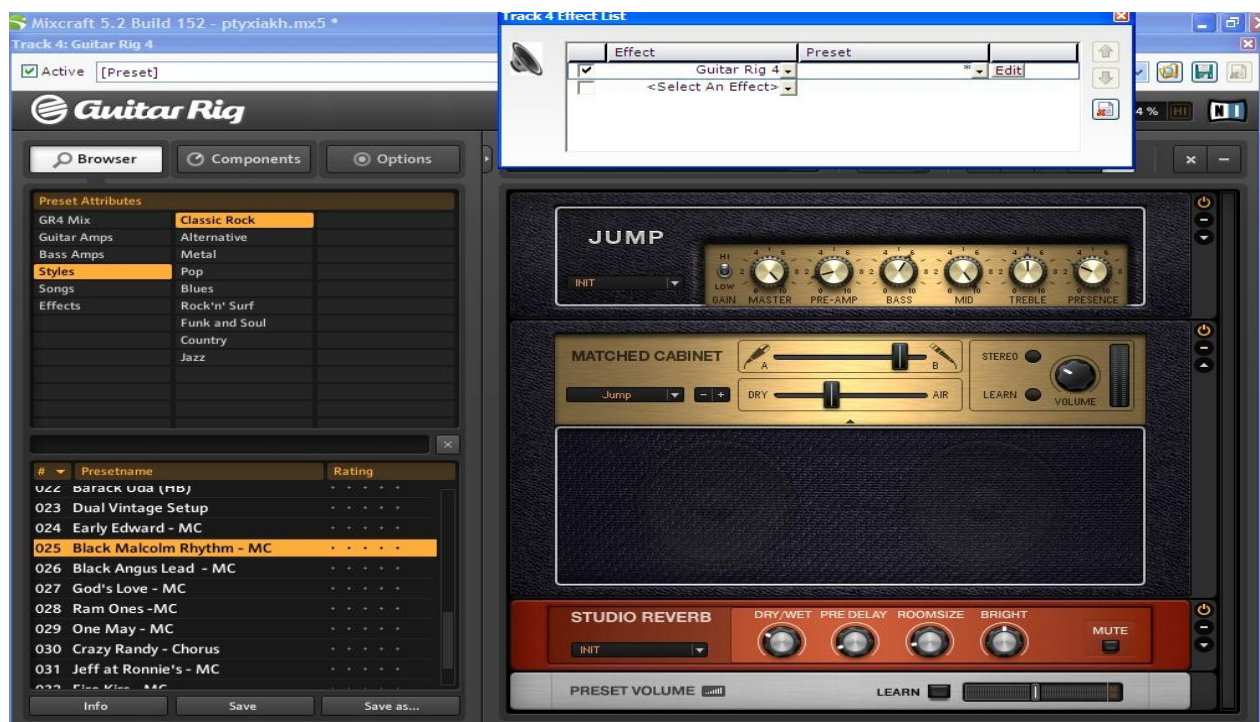 Mixcraft 5.2 Build 152 - ptyxiakh.mx5 *
Track 4: Guitar Rig 4
Active [Preset]
Track 4 Effect List
Effect Preset
Guitar Rig 4 Edit
<Select An Effect>
Guitar Rig
4 % HI
Browser Components Options
Preset Attributes
GR4 Mix Classic Rock
Guitar Amps Alternative
Bass Amps Metal
Styles Pop
Songs Blues
Effects Rock'n' Surf
Funk and Soul
Country
Jazz
# Presetname Rating
022 Barack Uda (HB)
023 Dual Vintage Setup
024 Early Edward - MC
025 Black Malcolm Rhythm - MC
026 Black Angus Lead - MC
027 God's Love - MC
028 Ram Ones -MC
029 One May - MC
030 Crazy Randy - Chorus
031 Jeff at Ronnie's - MC
Info Save Save as...
JUMP
INIT
HI
LOW
GAIN MASTER PRE-AMP BASS MID TREBLE PRESENCE
MATCHED CABINET A B STEREO
Jump - + DRY AIR LEARN VOLUME
STUDIO REVERB DRY/WET PRE DELAY ROOMSIZE BRIGHT MUTE
INIT
PRESET VOLUME LEARN